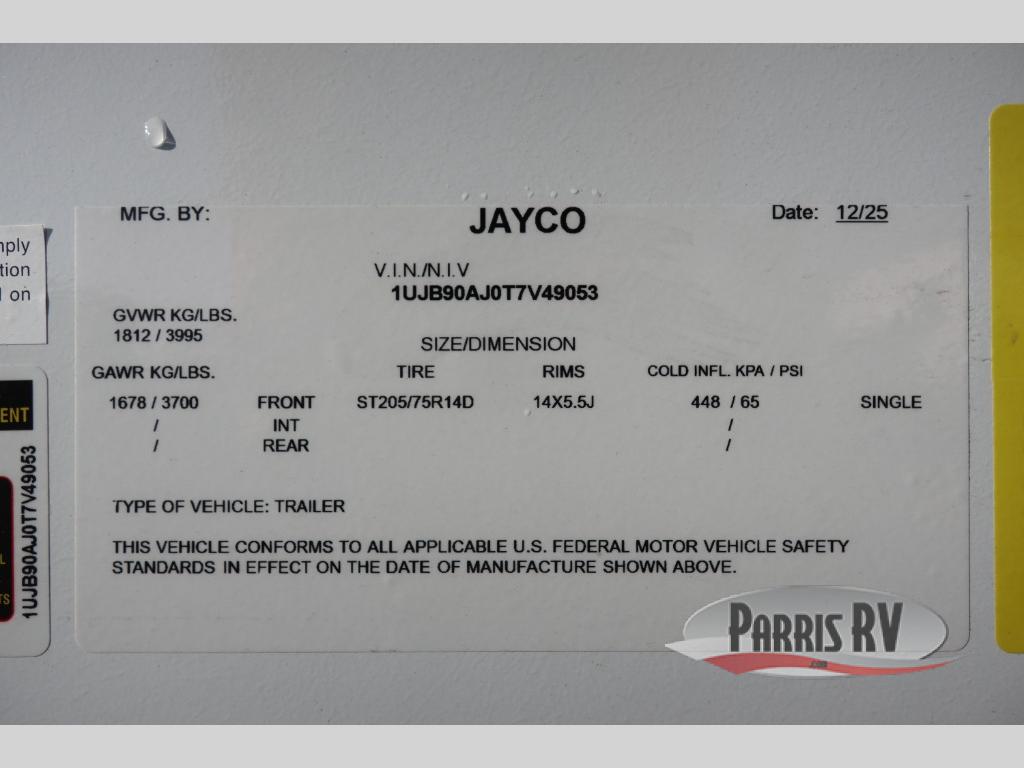 MFG. BY:
JAYCO
Date: 12/25
V.I.N./N.I.V
1UJB90AJ0T7V49053
GVWR KG/LBS.
1812 / 3995
SIZE/DIMENSION
GAWR KG/LBS. TIRE RIMS COLD INFL. KPA / PSI
1678 / 3700 FRONT ST205/75R14D 14X5.5J 448 / 65 SINGLE
/ INT /
/ REAR /
TYPE OF VEHICLE: TRAILER
THIS VEHICLE CONFORMS TO ALL APPLICABLE U.S. FEDERAL MOTOR VEHICLE SAFETY
STANDARDS IN EFFECT ON THE DATE OF MANUFACTURE SHOWN ABOVE.
tion
on
1UJB90AJ0T7V49053
PARRIS RV
.com